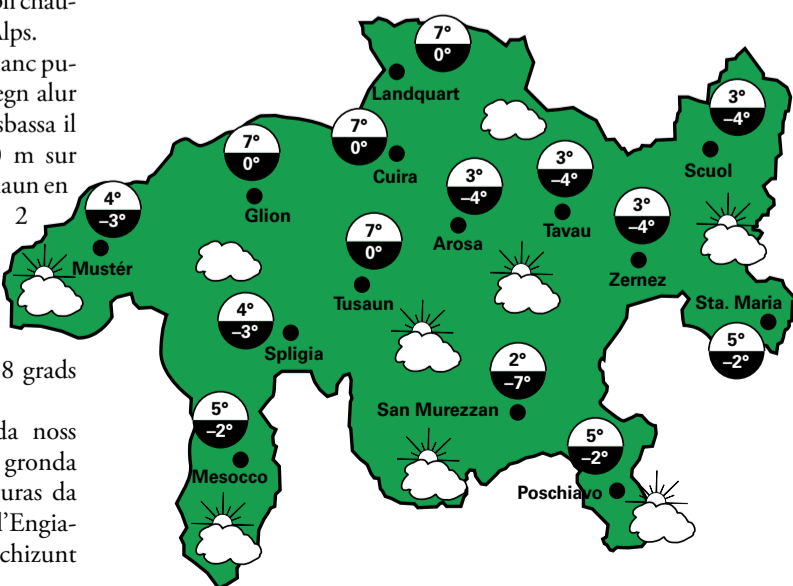 Alps.
anc pu-
egn alur
sbassa il
m sur
aun en
2
8 grads
da noss
gronda
uras da
l’Engia-
chizunt
7°
0°
Landquart
7°
0°
Cuira
7°
0°
Glion
4°
–3°
Mustér
3°
–4°
Arosa
3°
–4°
Tavau
3°
–4°
Scuol
3°
–4°
Zernez
7°
0°
Tusaun
4°
–3°
Spligia
Sta. Maria
5°
–2°
2°
–7°
San Murezzan
5°
–2°
Mesocco
5°
–2°
Poschiavo